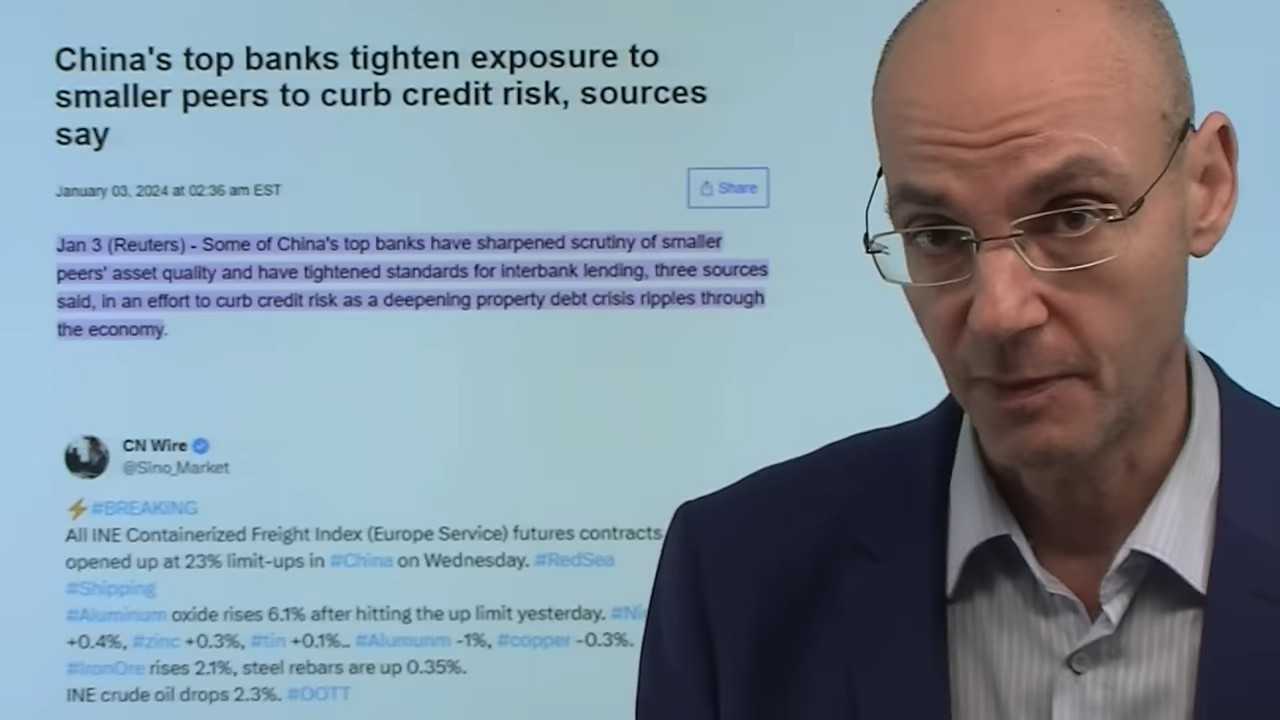 China's top banks tighten exposure to
smaller peers to curb credit risk, sources
say
January 03, 2024 at 02:36 am EST
Share
Jan 3 (Reuters) - Some of China's top banks have sharpened scrutiny of smaller
peers' asset quality and have tightened standards for interbank lending, three sources
said, in an effort to curb credit risk as a deepening property debt crisis ripples through
the economy.
CN Wire
@Sino_Market
⚡#BREAKING
All INE Containerized Freight Index (Europe Service) futures contracts
opened up at 23% limit-ups in #China on Wednesday. #RedSea
#Shipping
#Aluminum oxide rises 6.1% after hitting the up limit yesterday.
+0.4%, #zinc +0.3%, #tin +0.1%... #Alumunm -1%, #copper -0.3%.
#IronOre rises 2.1%, steel rebars are up 0.35%.
INE crude oil drops 2.3%. #OOTT